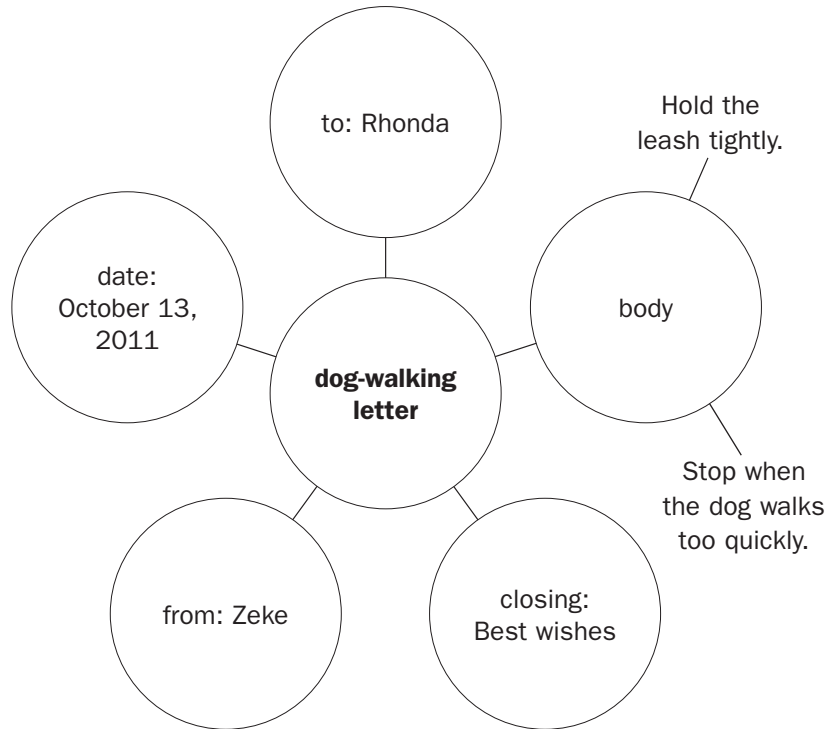 to: Rhonda
Hold the
leash tightly.
date:
October 13,
2011
body
dog-walking
letter
Stop when
the dog walks
too quickly.
from: Zeke
closing:
Best wishes